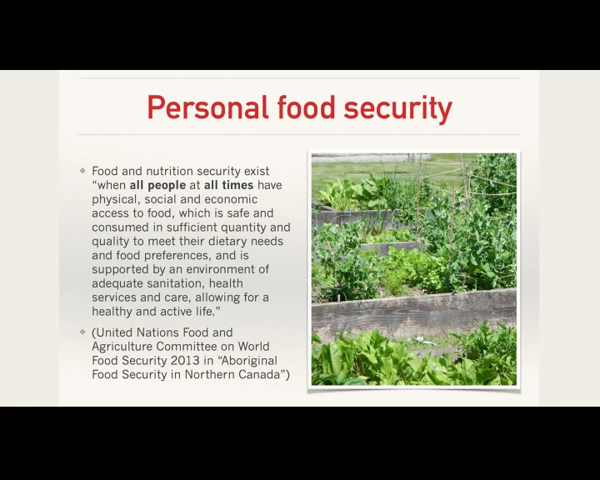 Personal food security
❖ Food and nutrition security exist
“when all people at all times have
physical, social and economic
access to food, which is safe and
consumed in sufficient quantity and
quality to meet their dietary needs
and food preferences, and is
supported by an environment of
adequate sanitation, health
services and care, allowing for a
healthy and active life.”
❖ (United Nations Food and
Agriculture Committee on World
Food Security 2013 in “Aboriginal
Food Security in Northern Canada”)